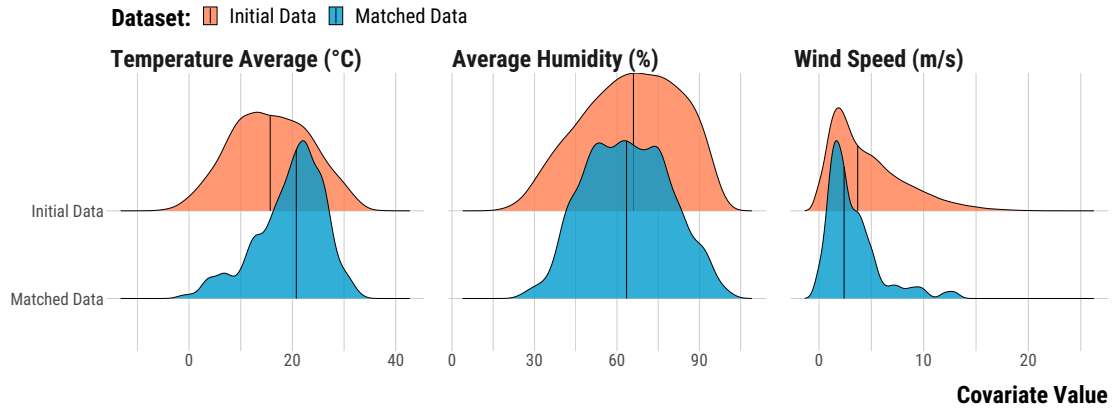 Dataset: Initial Data Matched Data
Temperature Average (°C) Average Humidity (%) Wind Speed (m/s)
Initial Data
Matched Data
0 20 40 0 30 60 90 0 10 20
Covariate Value